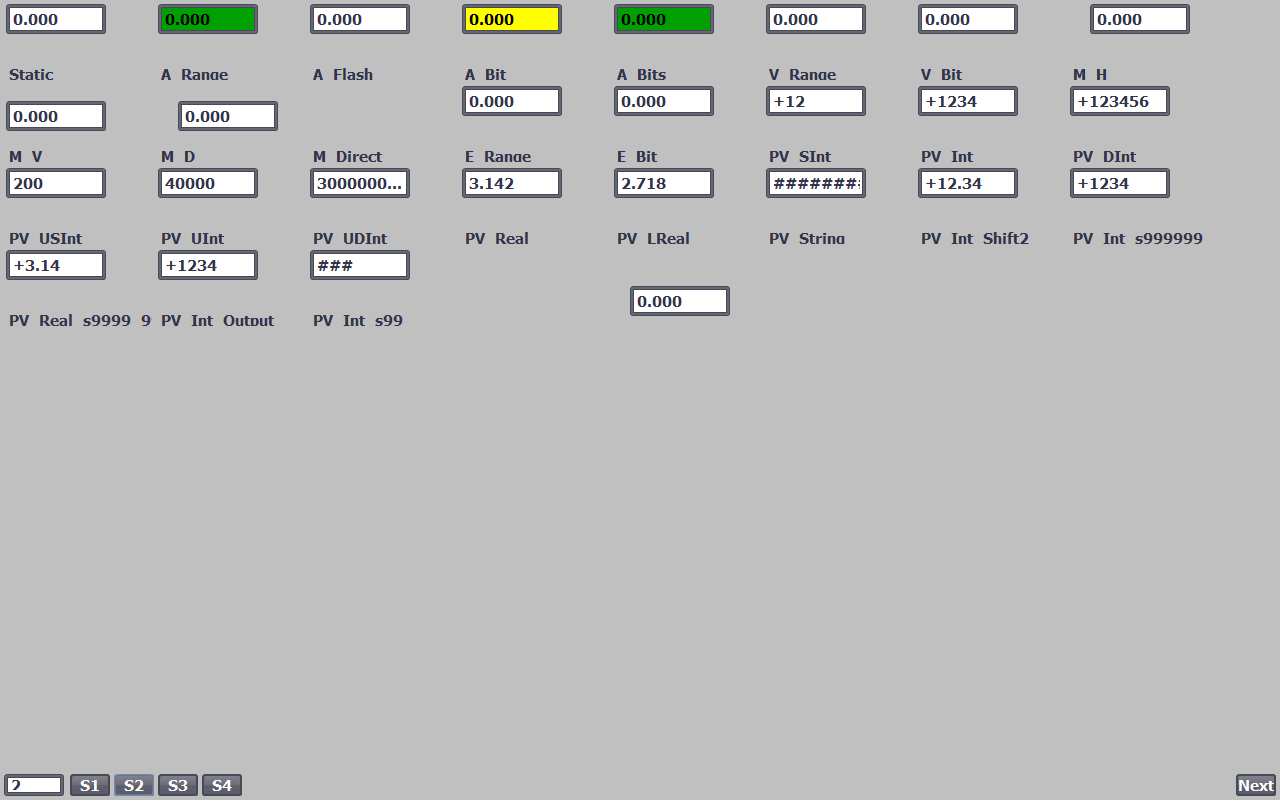 0.000 0.000 0.000 0.000 0.000 0.000 0.000 0.000
Static A Range A Flash A Bit A Bits V Range V Bit M H
0.000 0.000 0.000 0.000 +12 +1234 +123456
M V M D M Direct E Range E Bit PV SInt PV Int PV DInt
200 40000 3000000... 3.142 2.718 ######## +12.34 +1234
PV USInt PV UInt PV UDInt PV Real PV LReal PV String PV Int Shift2 PV Int s999999
+3.14 +1234 ###
0.000
PV Real s9999 9 PV Int Output PV Int s99
2 S1 S2 S3 S4 Next